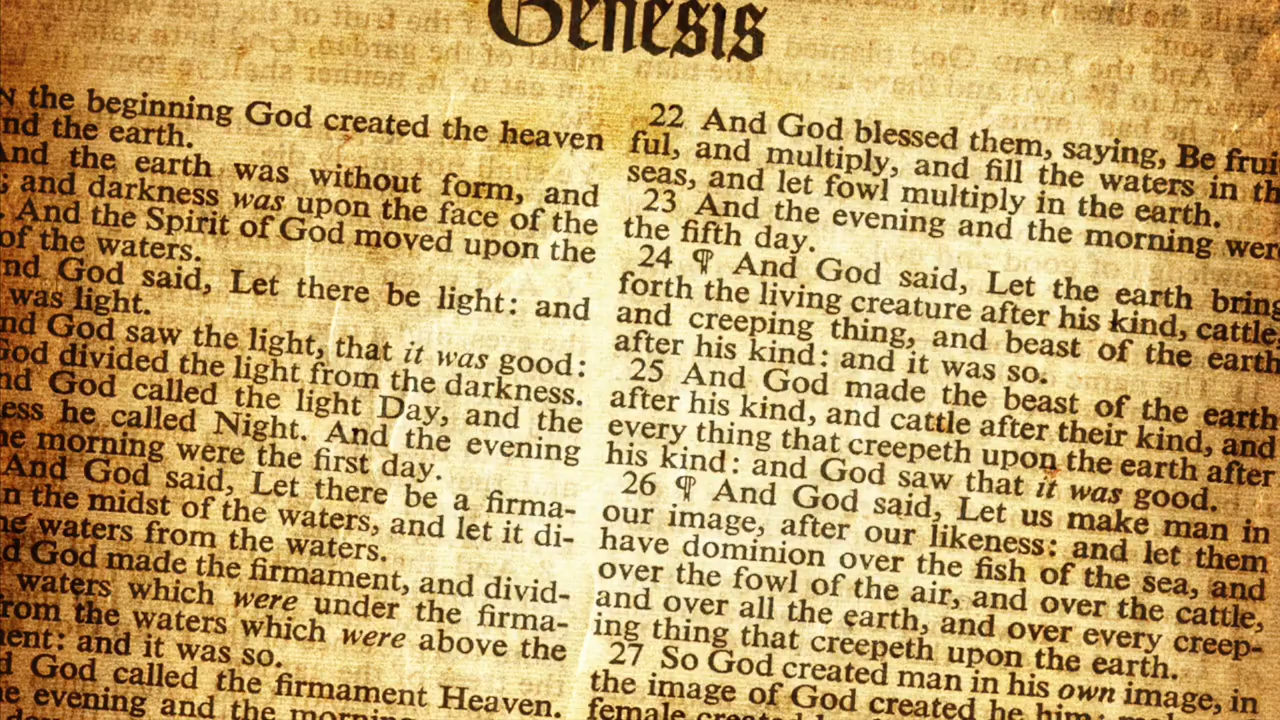 Genesis
N the beginning God created the heaven
nd the earth.
And the earth was without form, and
and darkness was upon the face of the
. And the Spirit of God moved upon the
of the waters.
nd God said, Let there be light: and
was light.
nd God saw the light, that it was good:
God divided the light from the darkness.
nd God called the light Day, and the
ess he called Night. And the evening
he morning were the first day.
And God said, Let there be a firma-
n the midst of the waters, and let it di-
he waters from the waters.
d God made the firmament, and divid-
waters which were under the firma-
rom the waters which were above the
ent: and it was so.
d God called the firmament Heaven.
he evening and the morning
22 And God blessed them, saying, Be frui
ful, and multiply, and fill the waters in th
seas, and let fowl multiply in the earth.
23 And the evening and the morning were
the fifth day.
24 ¶ And God said, Let the earth bring
forth the living creature after his kind, cattle,
and creeping thing, and beast of the earth
after his kind: and it was so.
25 And God made the beast of the earth
after his kind, and cattle after their kind, and
every thing that creepeth upon the earth after
his kind: and God saw that it was good.
26 ¶ And God said, Let us make man in
our image, after our likeness: and let them
have dominion over the fish of the sea, and
over the fowl of the air, and over the cattle,
and over all the earth, and over every creep-
ing thing that creepeth upon the earth.
27 So God created man in his own image, in
the image of God created he him
female created